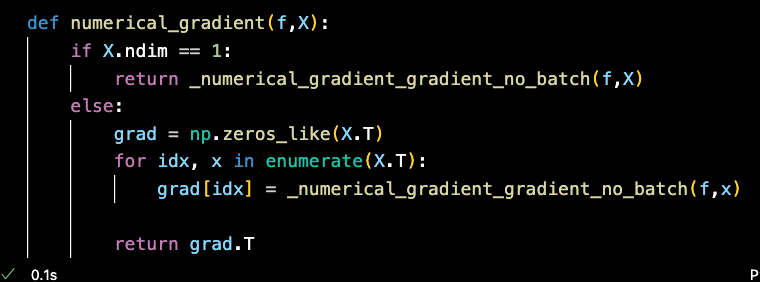 def numerical_gradient(f,X):
    if X.ndim == 1:
        return _numerical_gradient_gradient_no_batch(f,X)
    else:
        grad = np.zeros_like(X.T)
        for idx, x in enumerate(X.T):
            grad[idx] = _numerical_gradient_gradient_no_batch(f,x)
        return grad.T
✓ 0.1s